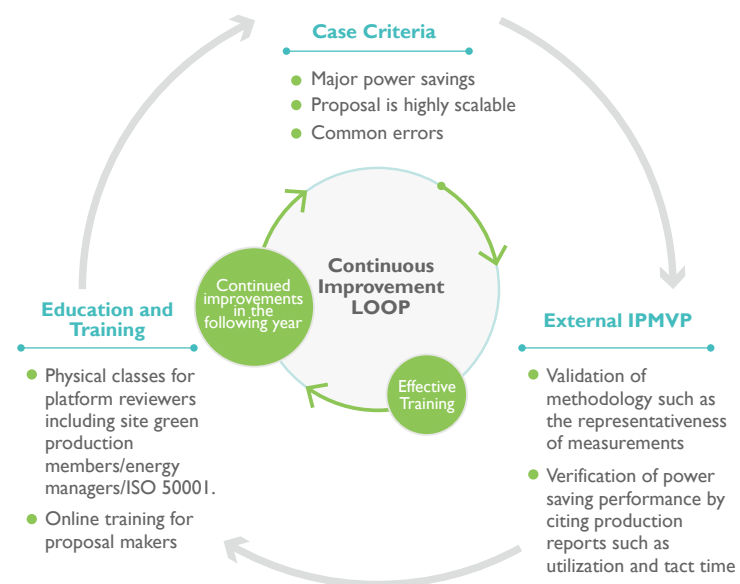 Case Criteria
Major power savings
Proposal is highly scalable
Common errors
Continuous
Improvement
LOOP
Continued
improvements
in the
following year
Effective
Training
External IPMVP
Validation of
methodology such as
the representativeness
of measurements
Verification of power
saving performance by
citing production
reports such as
utilization and tact time
Education and
Training
Physical classes for
platform reviewers
including site green
production
members/energy
managers/ISO 50001.
Online training for
proposal makers